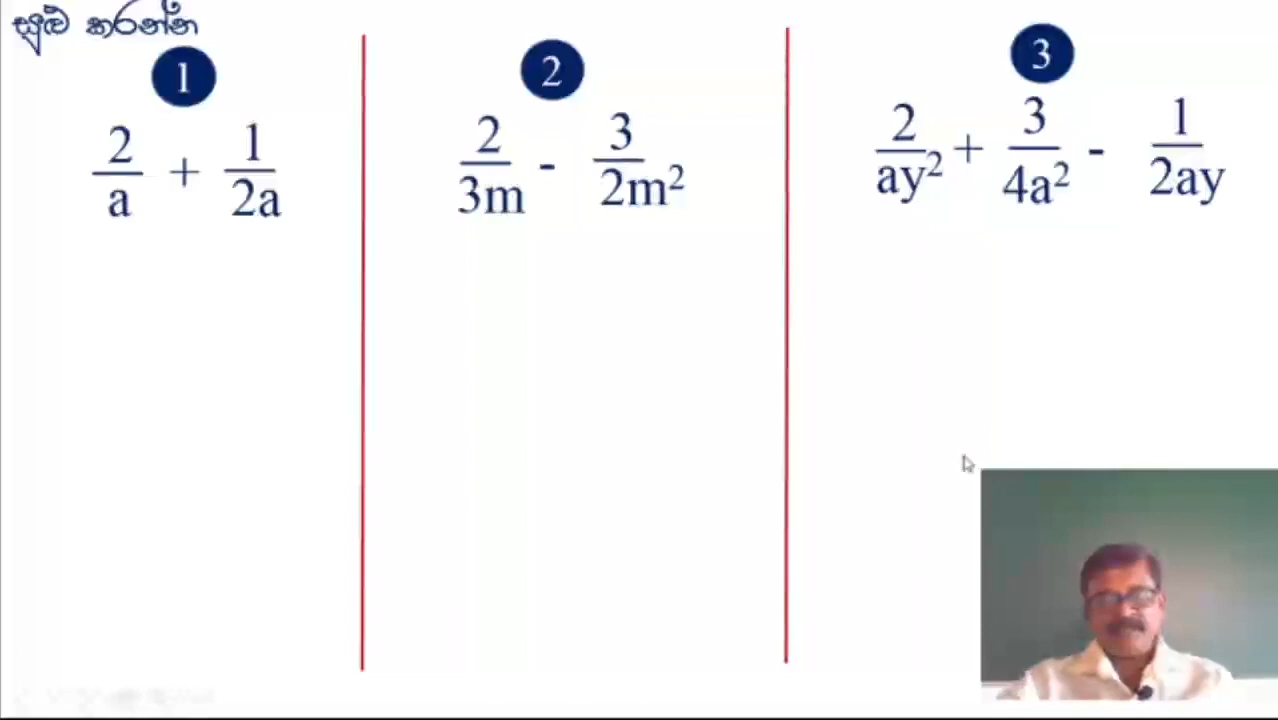 සුළු කරන්න
1
2/a + 1/2a
2
2/3m - 3/2m²
3
2/ay² + 3/4a² - 1/2ay